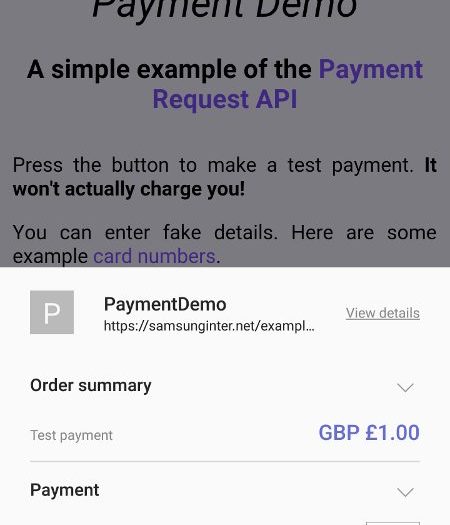 Payment Demo
A simple example of the Payment
Request API
Press the button to make a test payment. It
won't actually charge you!
You can enter fake details. Here are some
example card numbers.
P
PaymentDemo
https://samsunginter.net/exampl...
View details
Order summary
Test payment
GBP £1.00
Payment